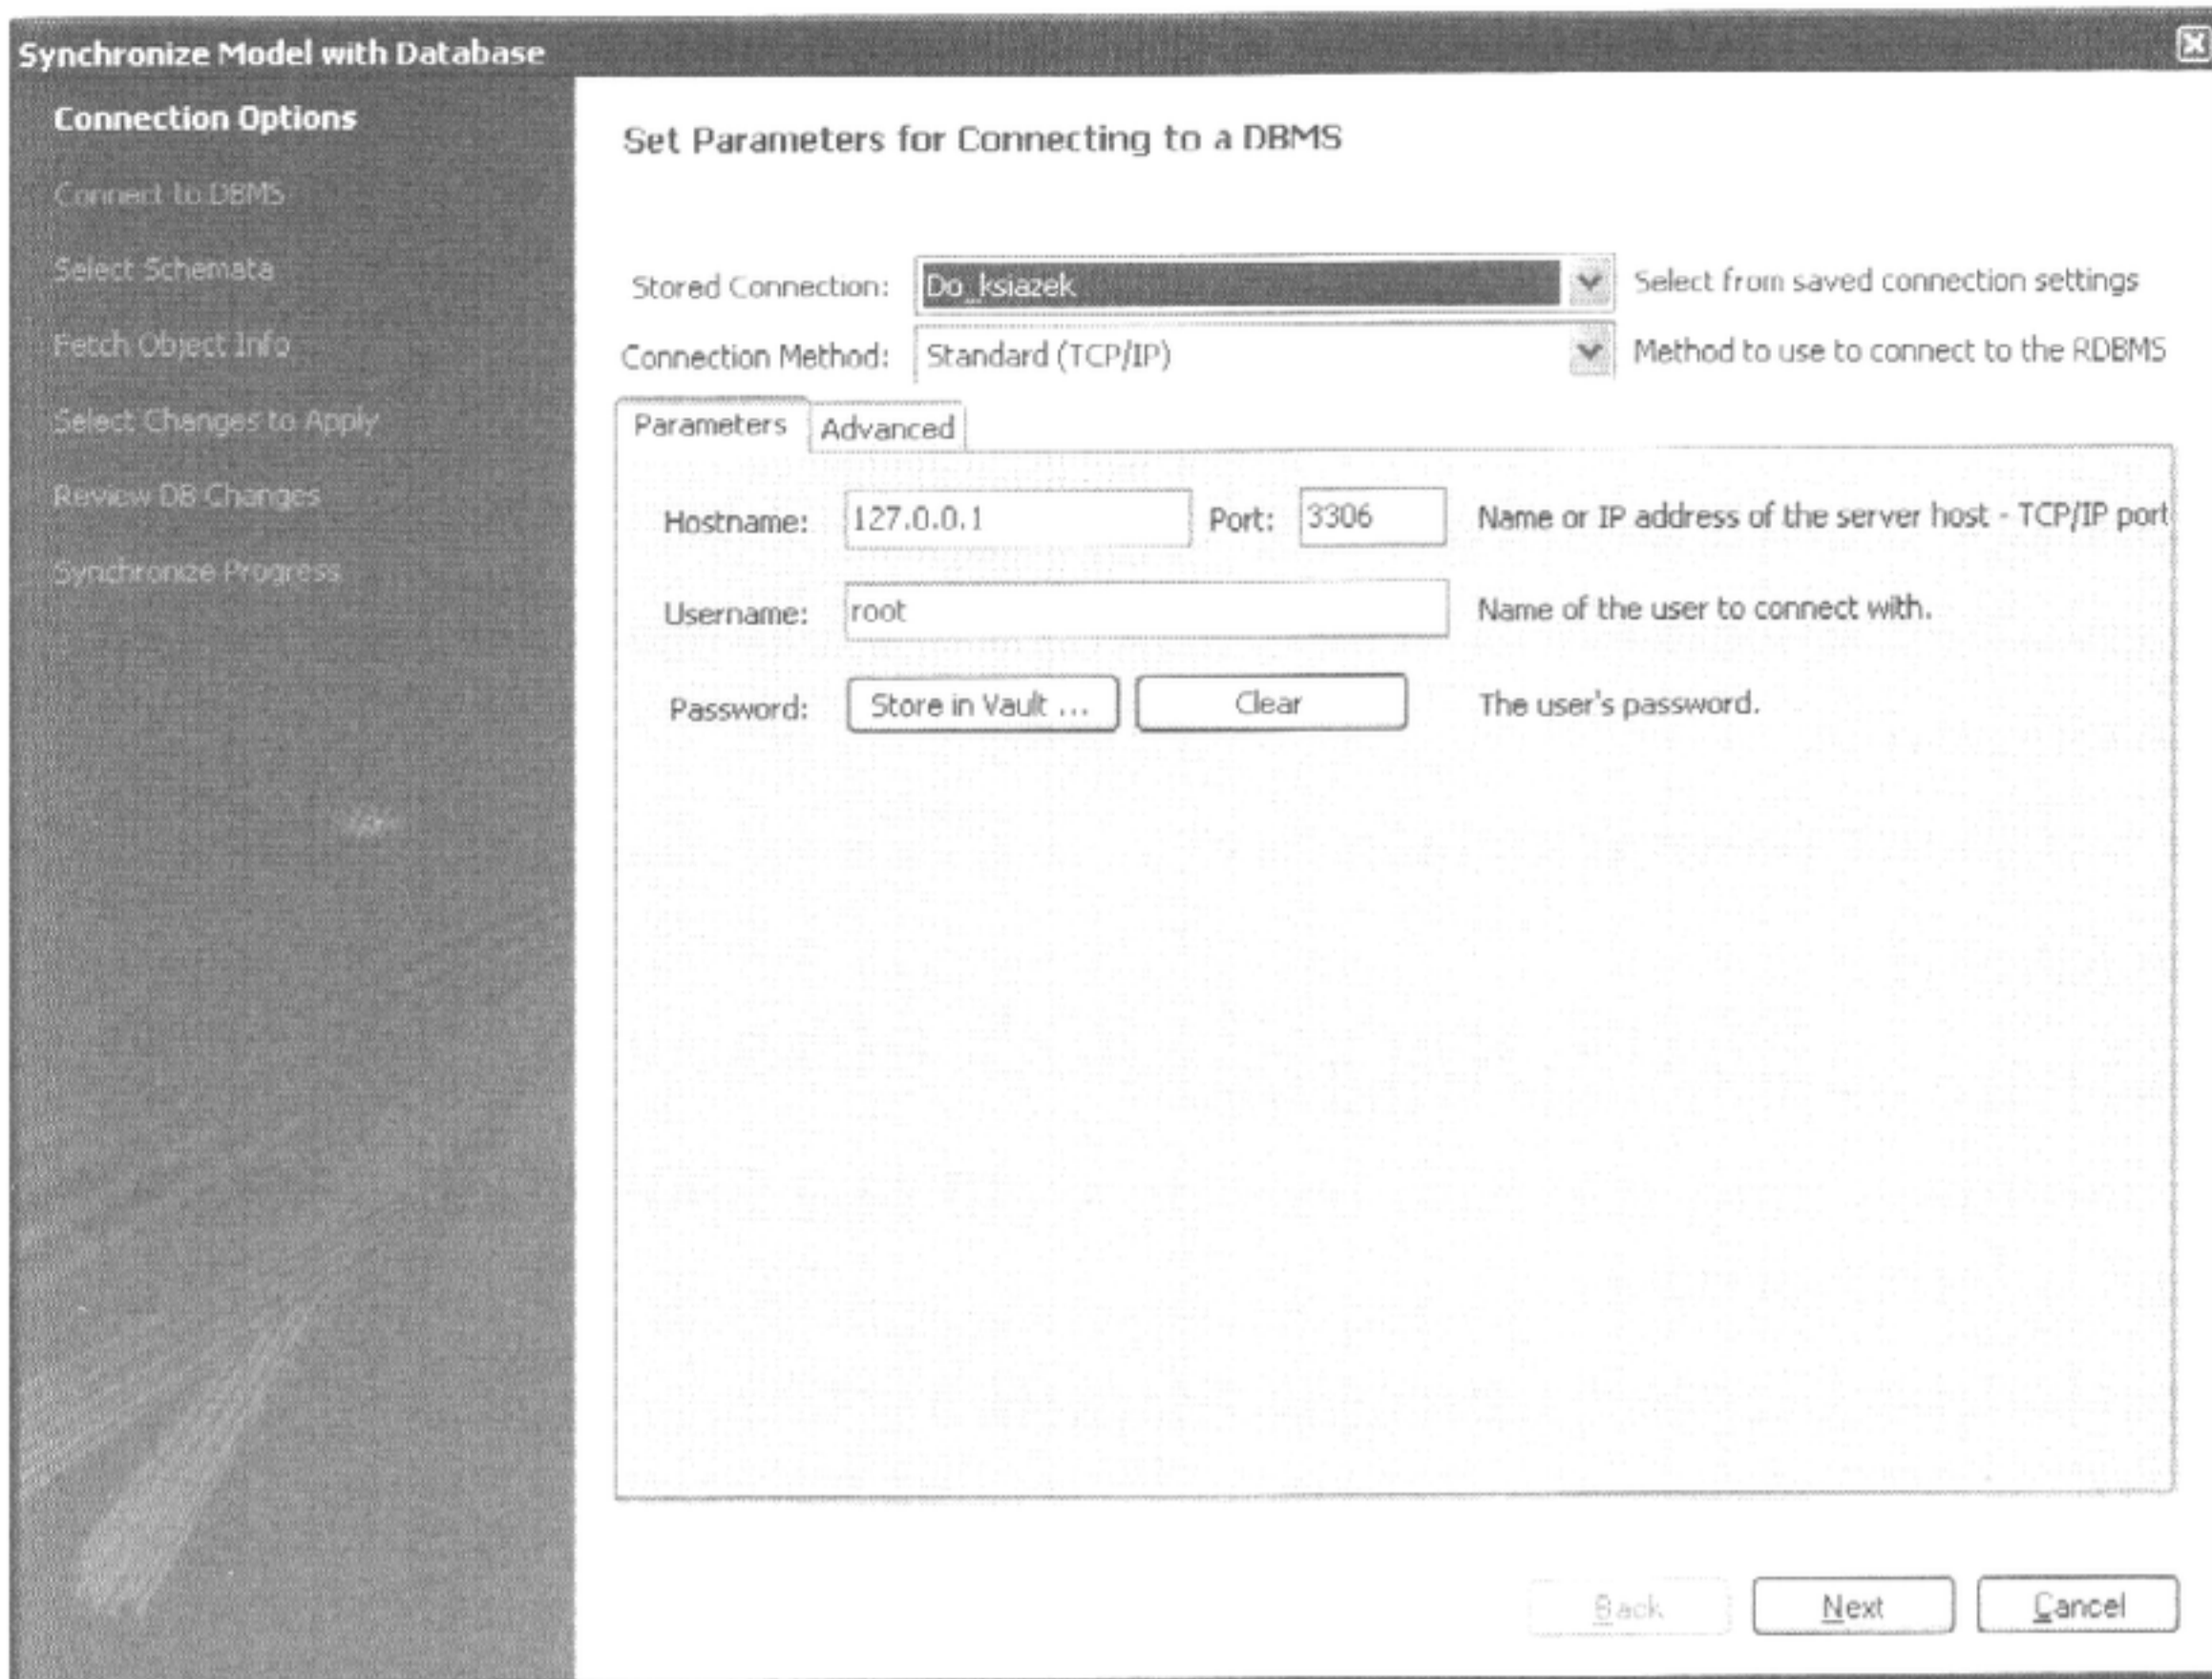 Synchronize Model with Database
Connection Options
Connect to DBMS
Select Schemata
Fetch Object Info
Select Changes to Apply
Review DB Changes
Synchronize Progress
Set Parameters for Connecting to a DBMS
Stored Connection: Do_ksiazek Select from saved connection settings
Connection Method: Standard (TCP/IP) Method to use to connect to the RDBMS
Parameters Advanced
Hostname: 127.0.0.1 Port: 3306 Name or IP address of the server host - TCP/IP port
Username: root Name of the user to connect with.
Password: Store in Vault ... Clear The user's password.
Back Next Cancel